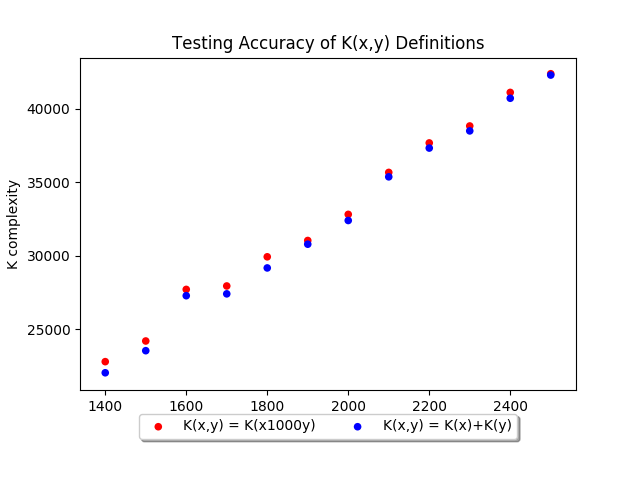 Testing Accuracy of K(x,y) Definitions
K complexity
40000
35000
30000
25000
1400 1600 1800 2000 2200 2400
K(x,y) = K(x1000y) K(x,y) = K(x)+K(y)